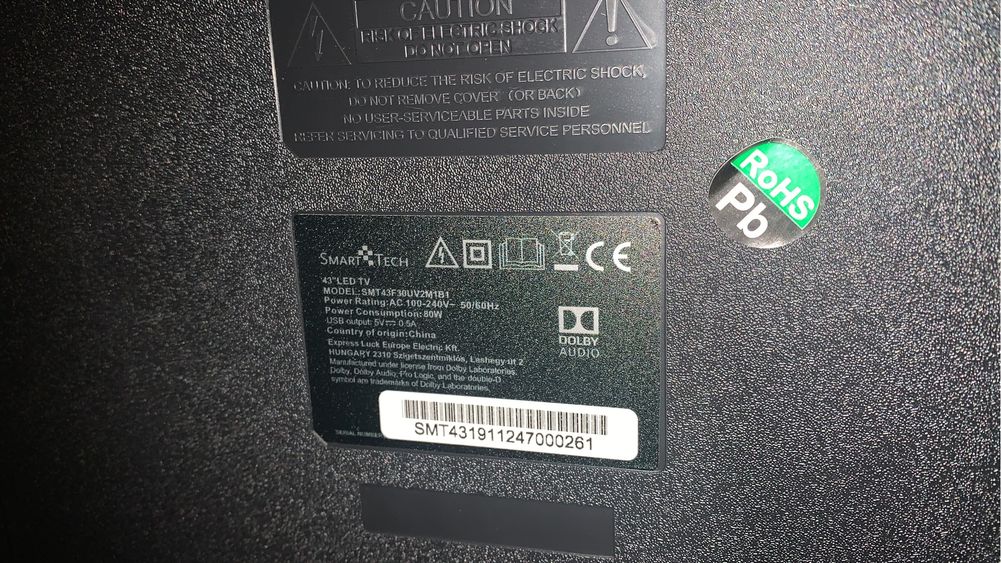 CAUTION
RISK OF ELECTRIC SHOCK
DO NOT OPEN
CAUTION: TO REDUCE THE RISK OF ELECTRIC SHOCK,
DO NOT REMOVE COVER (OR BACK)
NO USER-SERVICEABLE PARTS INSIDE
REFER SERVICING TO QUALIFIED SERVICE PERSONNEL
RoHS
Pb
SMART TECH
CE
43"LED TV
MODEL:SMT43F30UV2M1B1
Power Rating:AC 100-240V~ 50/60Hz
Power Consumption:80W
USB output: 5V⎓0.5A
Country of origin:China
Express Luck Europe Electric Kft.
HUNGARY 2310 Szigetszentmiklós, Leshegy út 2
Manufactured under license from Dolby Laboratories.
Dolby, Dolby Audio, Pro Logic, and the double-D
symbol are trademarks of Dolby Laboratories.
DOLBY
AUDIO
SERIAL NUMBER
SMT431911247000261